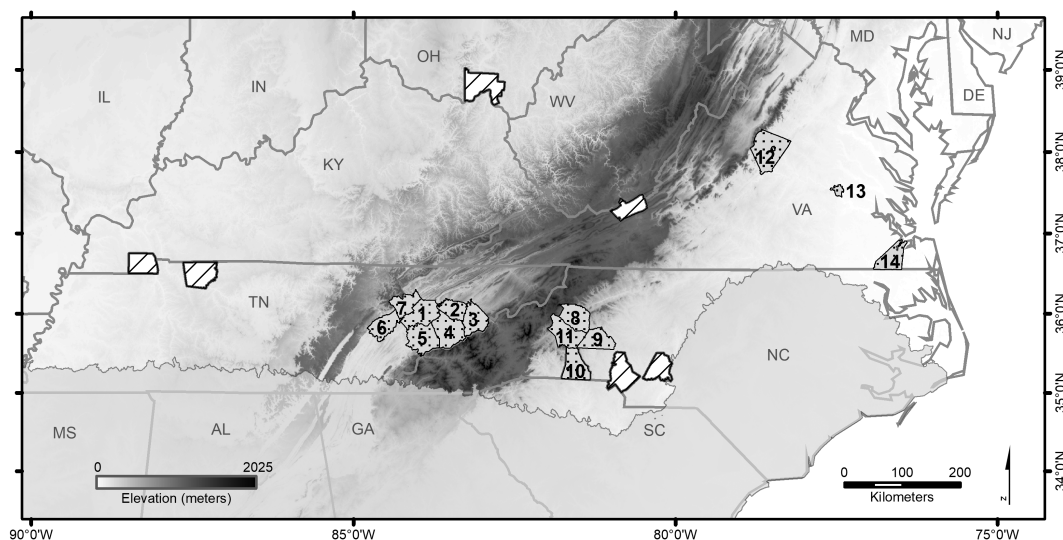 OH
MD
NJ
39°0'N
IL
IN
WV
DE
38°0'N
KY
12
13
VA
37°0'N
14
TN
7
1
2
3
6
5
4
8
11
9
10
36°0'N
NC
35°0'N
MS
AL
GA
SC
34°0'N
0
2025
Elevation (meters)
0
100
200
Kilometers
N
90°0'W
85°0'W
80°0'W
75°0'W